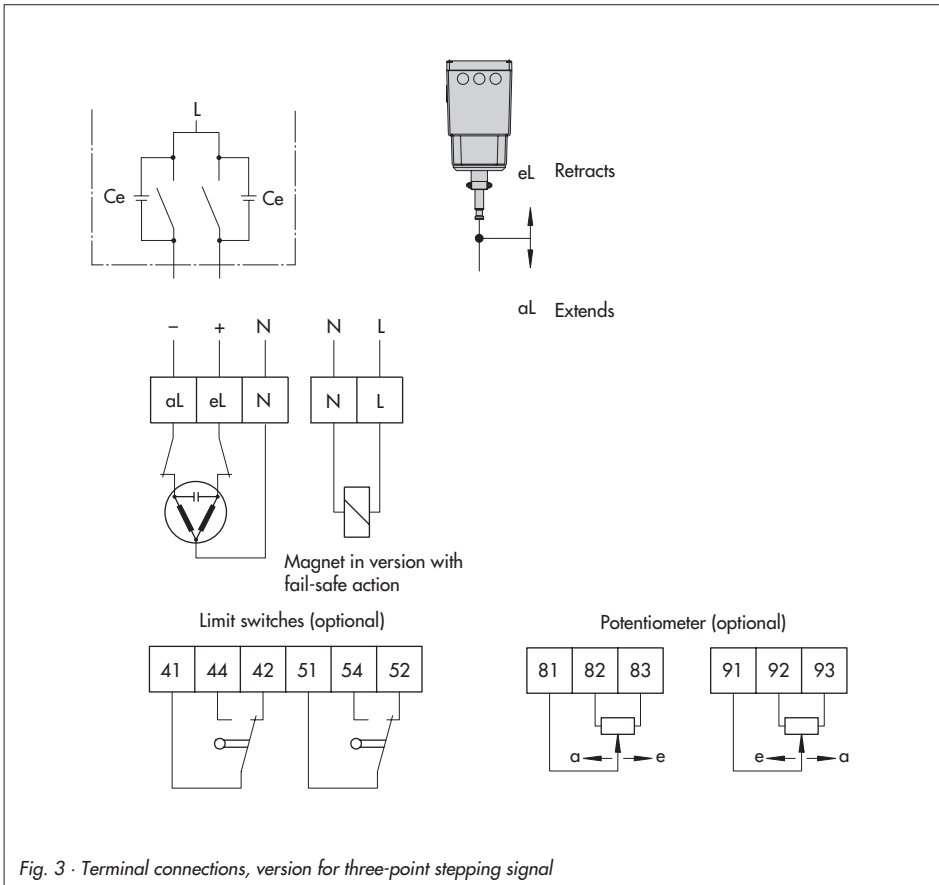 L
Ce Ce
eL Retracts
aL Extends
– + N N L
aL eL N N L
Magnet in version with
fail-safe action
Limit switches (optional)
41 44 42 51 54 52
Potentiometer (optional)
81 82 83 91 92 93
a e e a
Fig. 3 · Terminal connections, version for three-point stepping signal